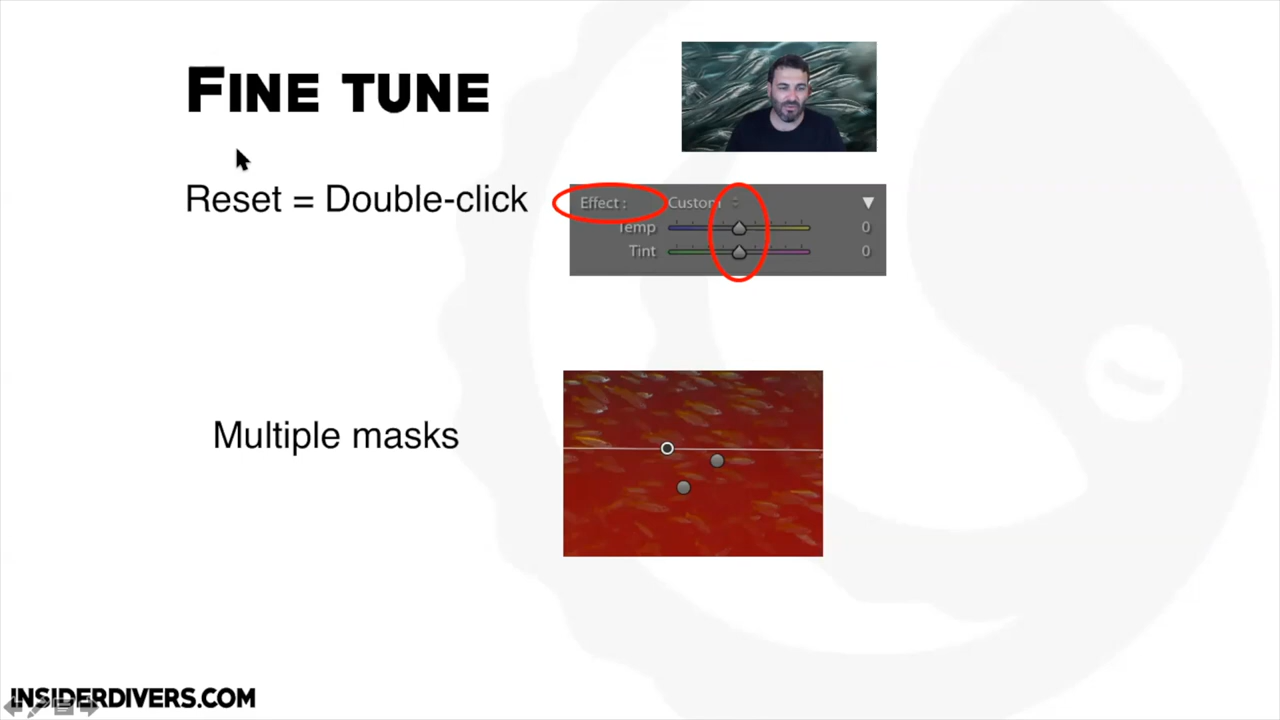 FINE TUNE
Reset = Double-click
Effect : Custom
Temp 0
Tint 0
Multiple masks
INSIDERDIVERS.COM